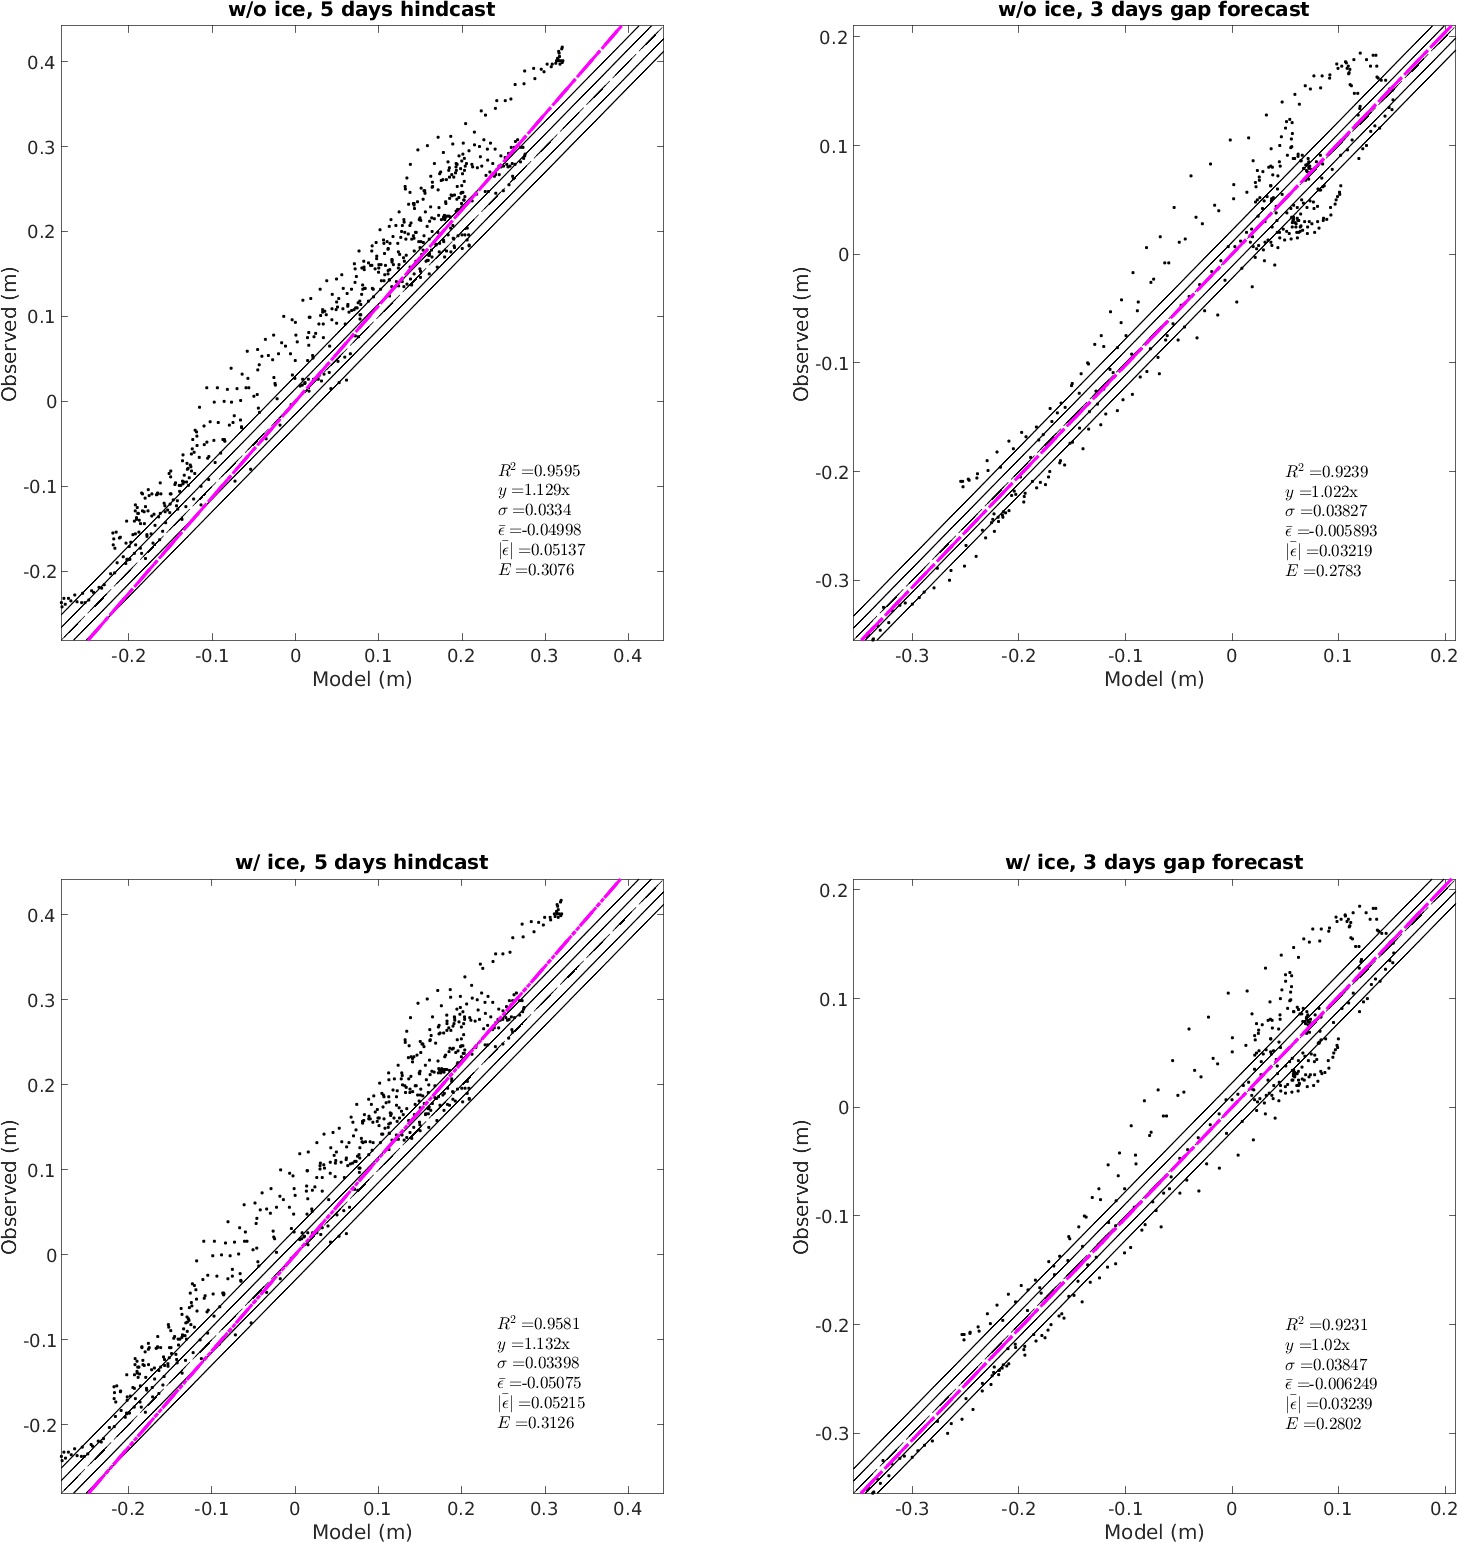 w/o ice, 5 days hindcast
Observed (m)
0.4
0.3
0.2
0.1
0
-0.1
-0.2
R² =0.9595
y =1.129x
σ =0.0334
ε̄ =-0.04998
|ε̄| =0.05137
E =0.3076
-0.2 -0.1 0 0.1 0.2 0.3 0.4
Model (m)
w/o ice, 3 days gap forecast
Observed (m)
0.2
0.1
0
-0.1
-0.2
-0.3
R² =0.9239
y =1.022x
σ =0.03827
ε̄ =-0.005893
|ε̄| =0.03219
E =0.2783
-0.3 -0.2 -0.1 0 0.1 0.2
Model (m)
w/ ice, 5 days hindcast
Observed (m)
0.4
0.3
0.2
0.1
0
-0.1
-0.2
R² =0.9581
y =1.132x
σ =0.03398
ε̄ =-0.05075
|ε̄| =0.05215
E =0.3126
-0.2 -0.1 0 0.1 0.2 0.3 0.4
Model (m)
w/ ice, 3 days gap forecast
Observed (m)
0.2
0.1
0
-0.1
-0.2
-0.3
R² =0.9231
y =1.02x
σ =0.03847
ε̄ =-0.006249
|ε̄| =0.03239
E =0.2802
-0.3 -0.2 -0.1 0 0.1 0.2
Model (m)